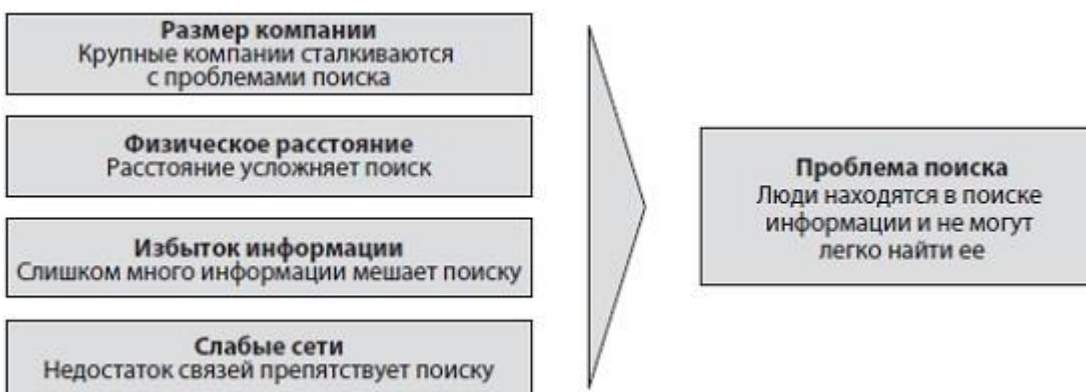 Размер компании
Крупные компании сталкиваются
с проблемами поиска
Физическое расстояние
Расстояние усложняет поиск
Избыток информации
Слишком много информации мешает поиску
Слабые сети
Недостаток связей препятствует поиску
Проблема поиска
Люди находятся в поиске
информации и не могут
легко найти ее